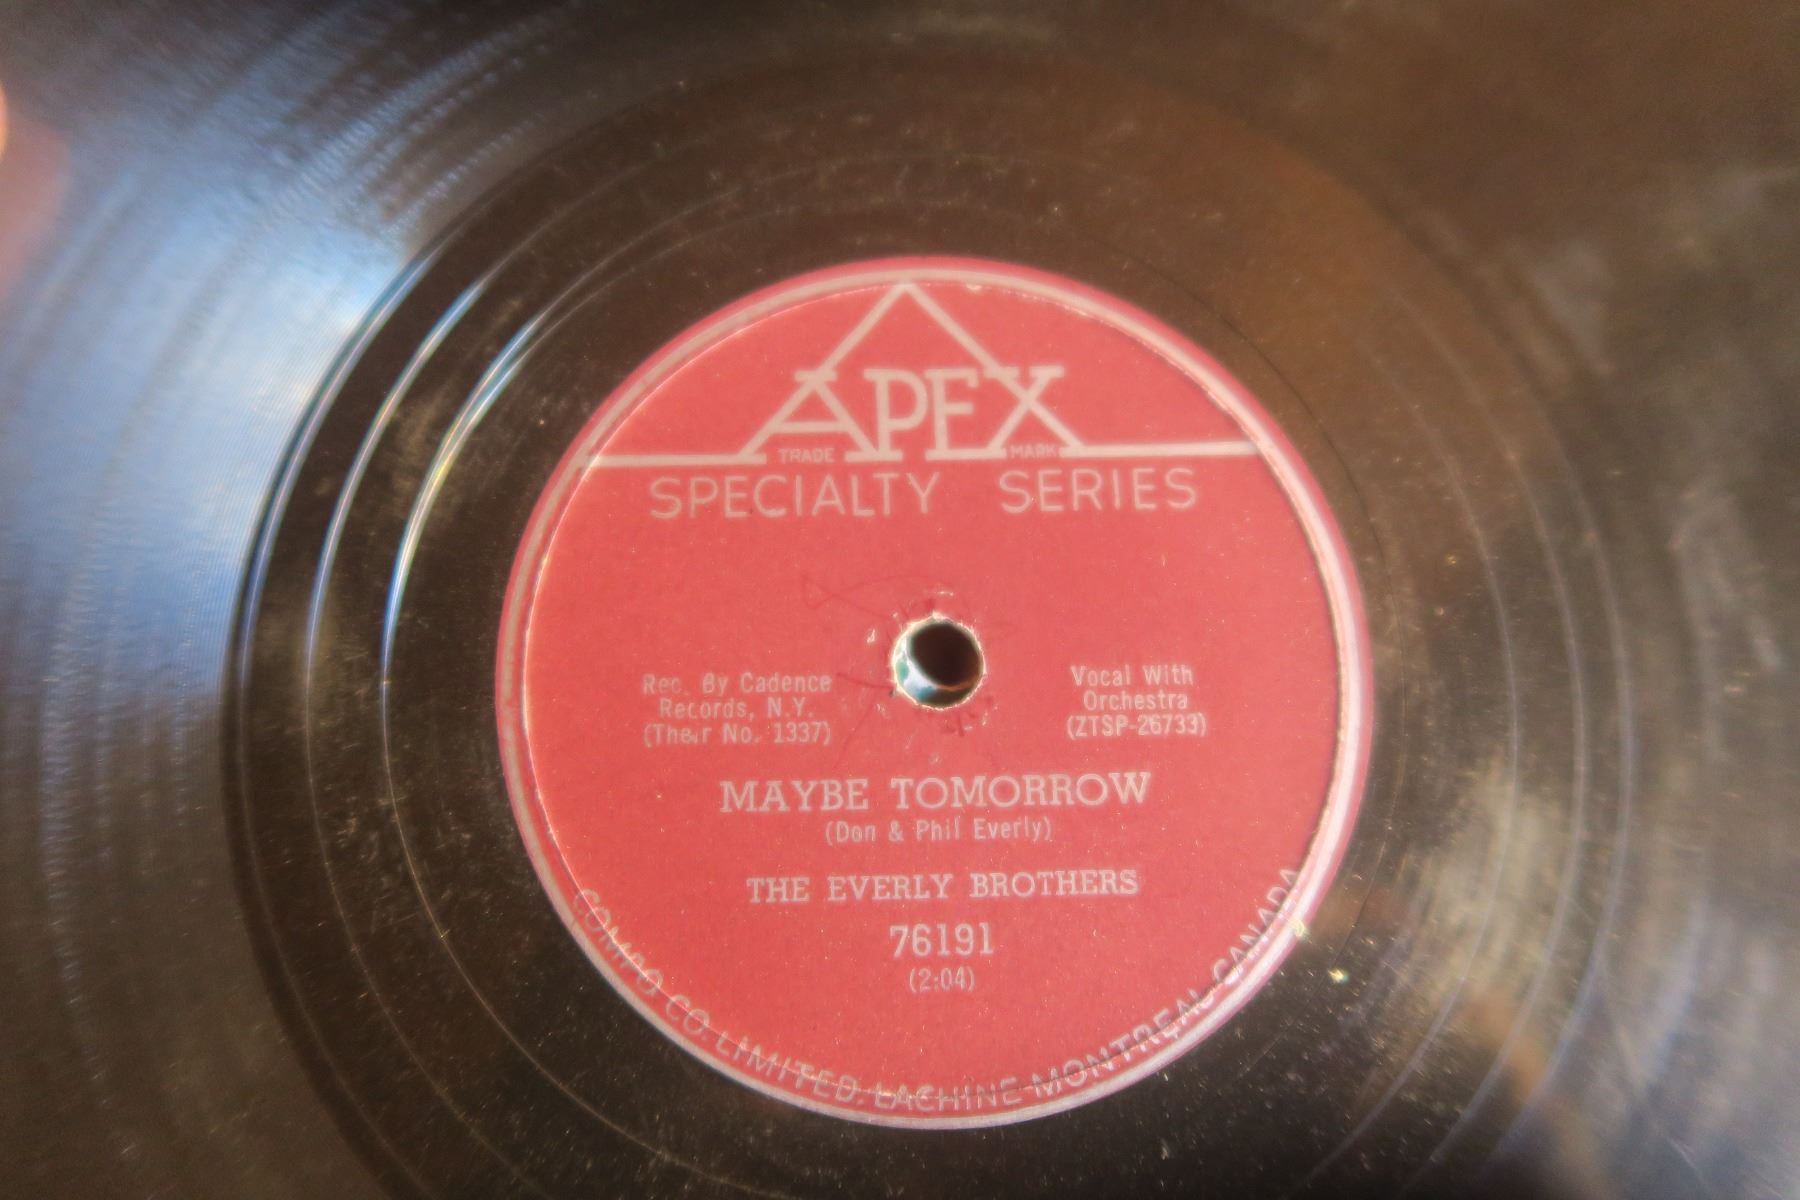 APEX
TRADE MARK
SPECIALTY SERIES
Rec. By Cadence
Records, N.Y.
(Their No. 1337)
Vocal With
Orchestra
(ZTSP-26733)
MAYBE TOMORROW
(Don & Phil Everly)
THE EVERLY BROTHERS
76191
(2:04)
COMPO CO. LIMITED. LACHINE-MONTREAL-CANADA